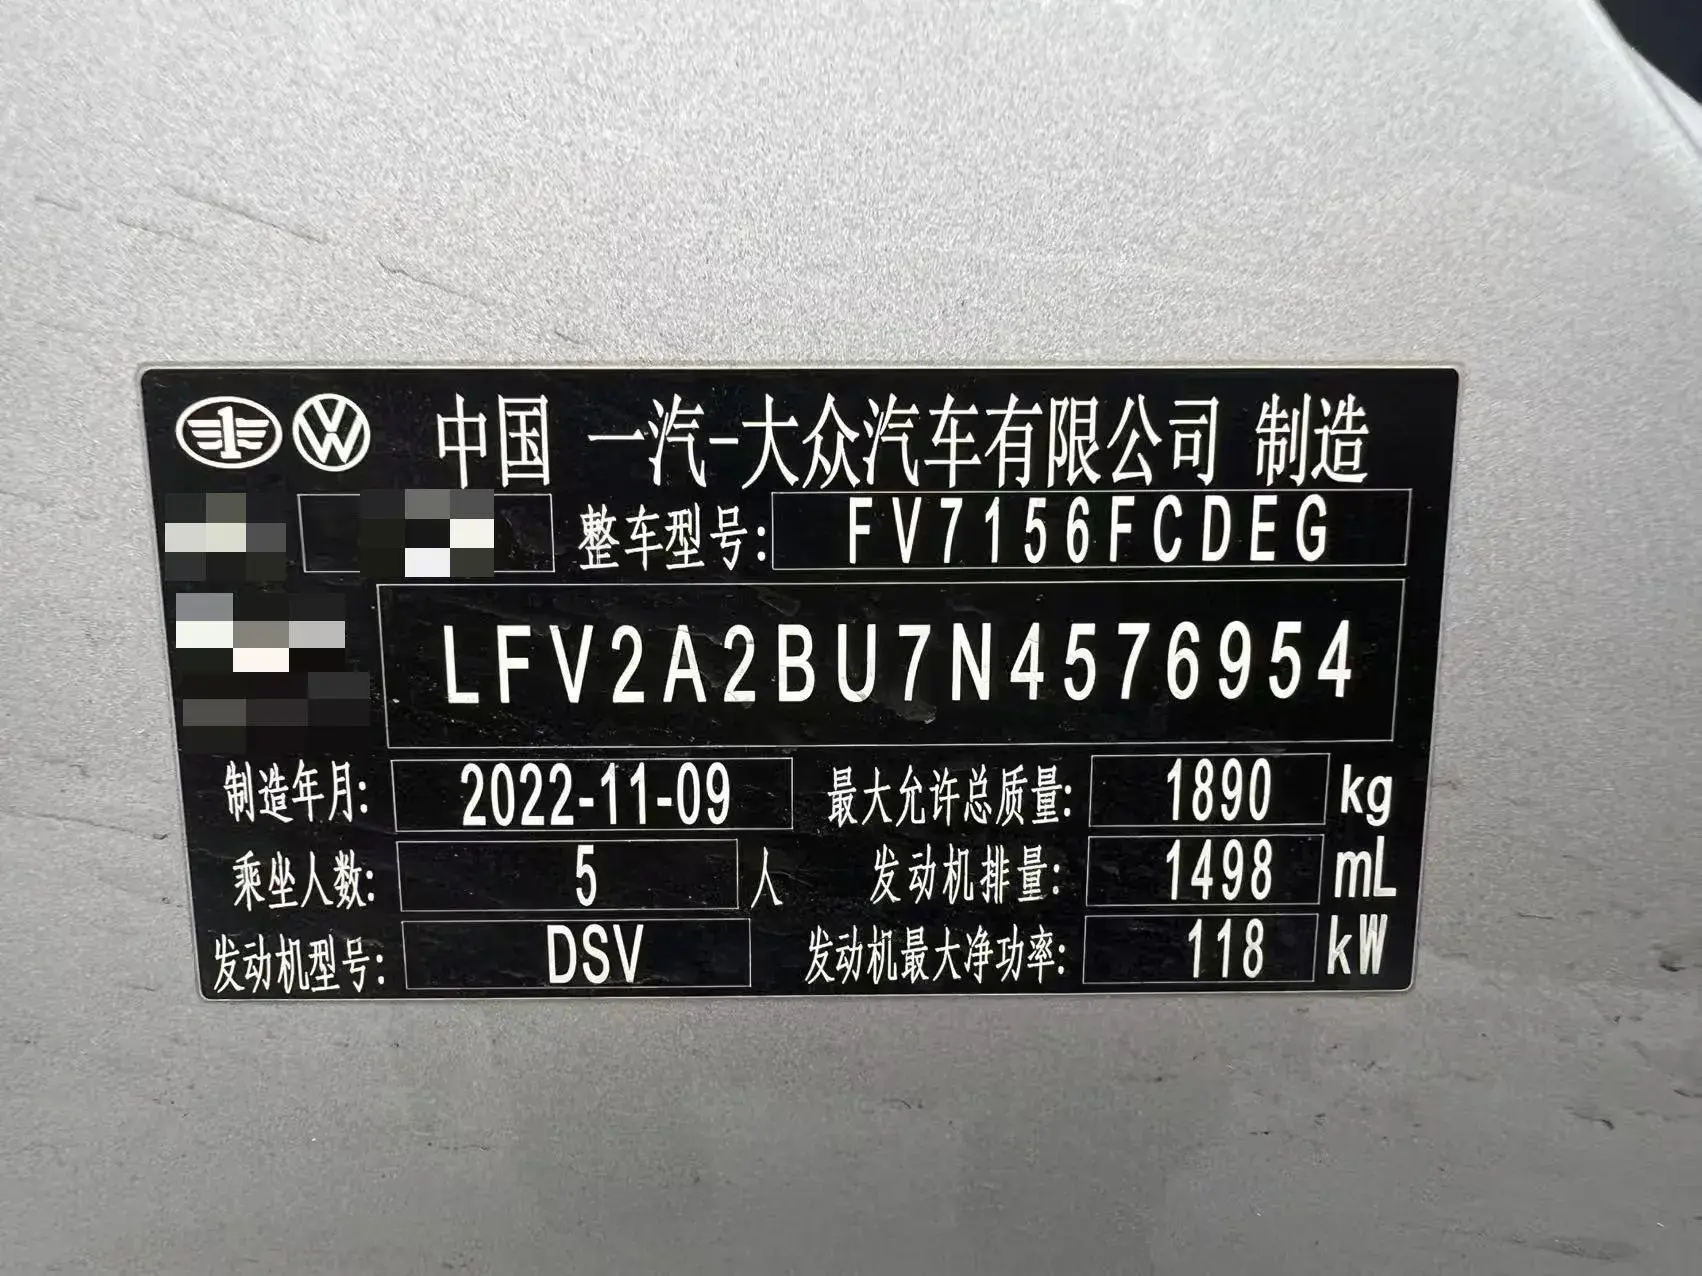 中国 一汽-大众汽车有限公司 制造
整车型号: FV7156FCDEG
LFV2A2BU7N4576954
制造年月: 2022-11-09 最大允许总质量: 1890 kg
乘坐人数: 5 人 发动机排量: 1498 mL
发动机型号: DSV 发动机最大净功率: 118 kW